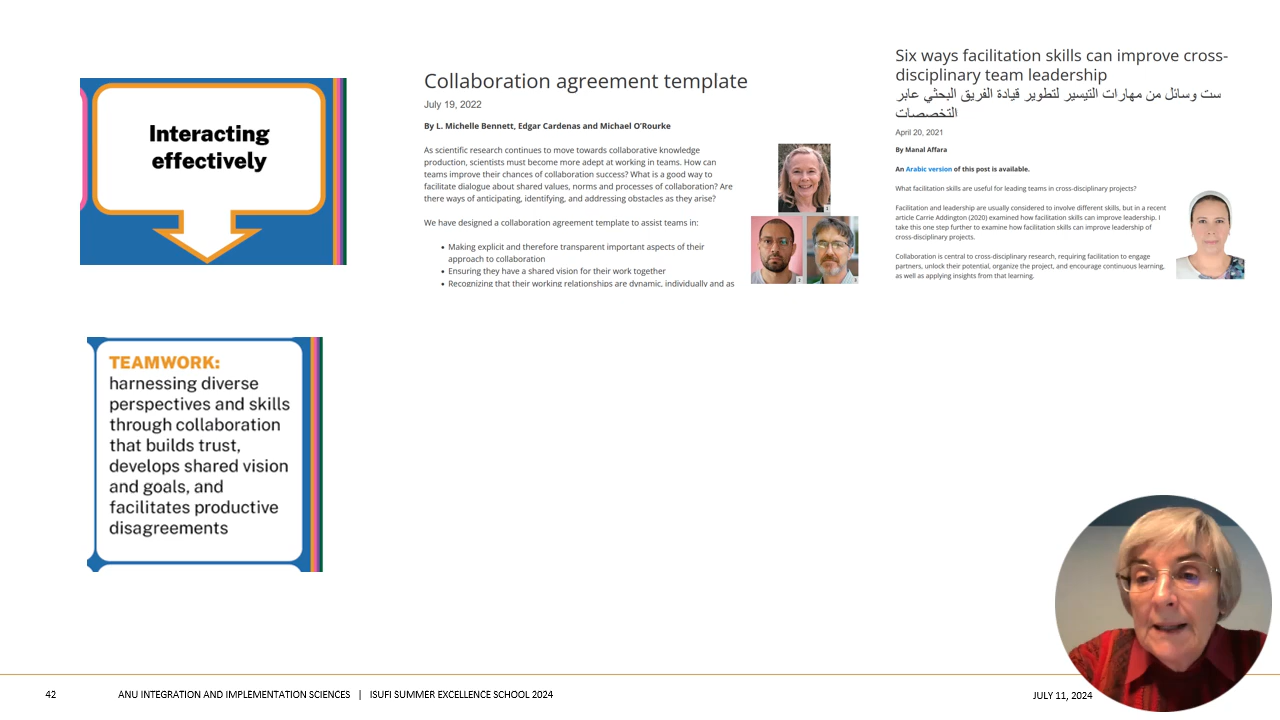 Interacting
effectively
TEAMWORK:
harnessing diverse
perspectives and skills
through collaboration
that builds trust,
develops shared vision
and goals, and
facilitates productive
disagreements
Collaboration agreement template
July 19, 2022
By L. Michelle Bennett, Edgar Cardenas and Michael O'Rourke
As scientific research continues to move towards collaborative knowledge
production, scientists must become more adept at working in teams. How can
teams improve their chances of collaboration success? What is a good way to
facilitate dialogue about shared values, norms and processes of collaboration? Are
there ways of anticipating, identifying, and addressing obstacles as they arise?
We have designed a collaboration agreement template to assist teams in:
• Making explicit and therefore transparent important aspects of their
approach to collaboration
• Ensuring they have a shared vision for their work together
• Recognizing that their working relationships are dynamic, individually and as
Six ways facilitation skills can improve cross-
disciplinary team leadership
ست وسائل من مهارات التيسير لتطوير قيادة الفريق البحثي عابر
التخصصات
April 20, 2021
By Manal Affara
An Arabic version of this post is available.
What facilitation skills are useful for leading teams in cross-disciplinary projects?
Facilitation and leadership are usually considered to involve different skills, but in a recent
article Carrie Addington (2020) examined how facilitation skills can improve leadership. I
take this one step further to examine how facilitation skills can improve leadership of
cross-disciplinary projects.
Collaboration is central to cross-disciplinary research, requiring facilitation to engage
partners, unlock their potential, organize the project, and encourage continuous learning,
as well as applying insights from that learning.
42
ANU INTEGRATION AND IMPLEMENTATION SCIENCES | ISUFI SUMMER EXCELLENCE SCHOOL 2024
JULY 11, 2024